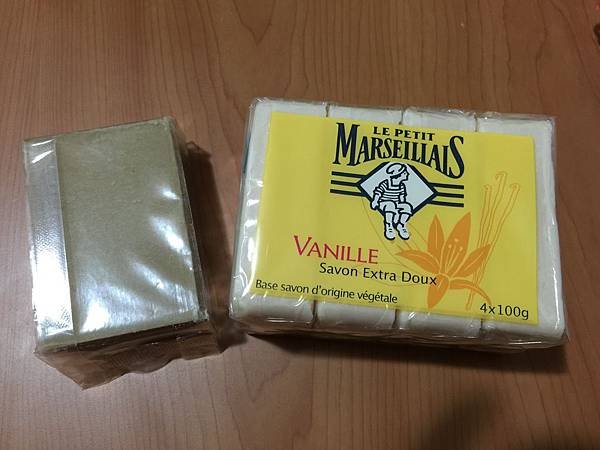 LE PETIT
MARSEILLAIS
VANILLE
Savon Extra Doux
Base savon d'origine végétale
4x100g